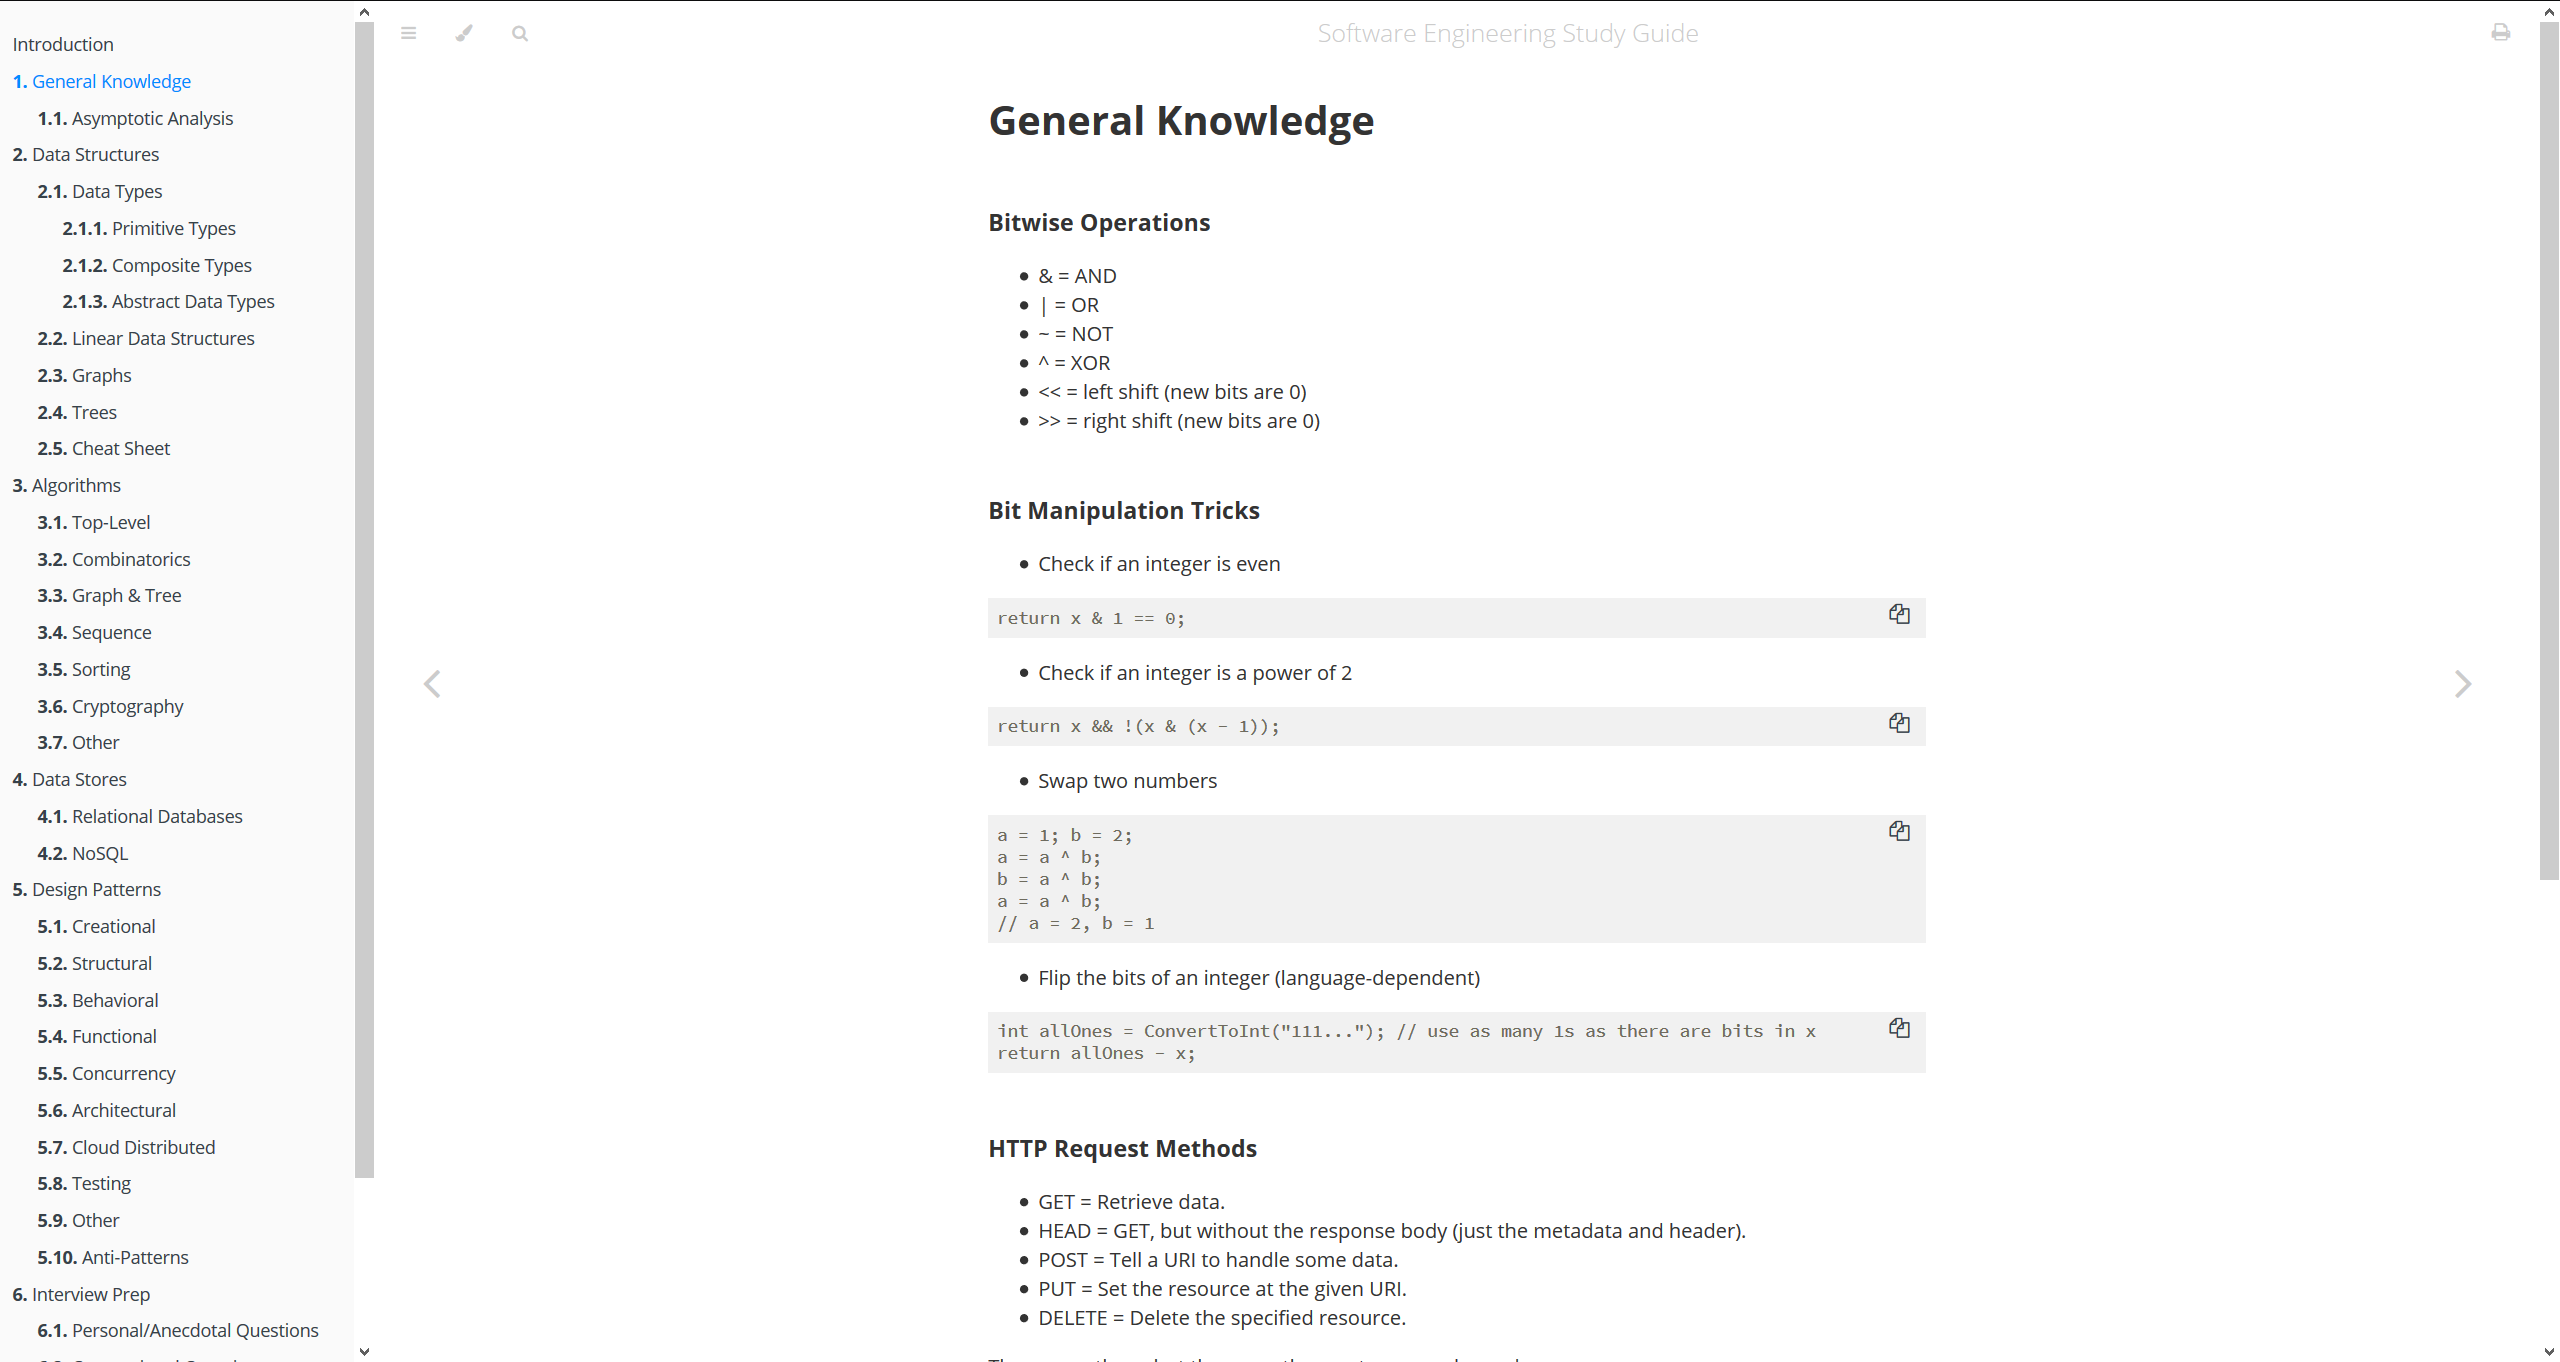 Introduction
1. General Knowledge
1.1. Asymptotic Analysis
2. Data Structures
2.1. Data Types
2.1.1. Primitive Types
2.1.2. Composite Types
2.1.3. Abstract Data Types
2.2. Linear Data Structures
2.3. Graphs
2.4. Trees
2.5. Cheat Sheet
3. Algorithms
3.1. Top-Level
3.2. Combinatorics
3.3. Graph & Tree
3.4. Sequence
3.5. Sorting
3.6. Cryptography
3.7. Other
4. Data Stores
4.1. Relational Databases
4.2. NoSQL
5. Design Patterns
5.1. Creational
5.2. Structural
5.3. Behavioral
5.4. Functional
5.5. Concurrency
5.6. Architectural
5.7. Cloud Distributed
5.8. Testing
5.9. Other
5.10. Anti-Patterns
6. Interview Prep
6.1. Personal/Anecdotal Questions
Software Engineering Study Guide
General Knowledge
Bitwise Operations
• & = AND
• | = OR
• ~ = NOT
• ^ = XOR
• << = left shift (new bits are 0)
• >> = right shift (new bits are 0)
Bit Manipulation Tricks
• Check if an integer is even
return x & 1 == 0;
• Check if an integer is a power of 2
return x && !(x & (x - 1));
• Swap two numbers
a = 1; b = 2;
a = a ^ b;
b = a ^ b;
a = a ^ b;
// a = 2, b = 1
• Flip the bits of an integer (language-dependent)
int allOnes = ConvertToInt("111..."); // use as many 1s as there are bits in x
return allOnes - x;
HTTP Request Methods
• GET = Retrieve data.
• HEAD = GET, but without the response body (just the metadata and header).
• POST = Tell a URI to handle some data.
• PUT = Set the resource at the given URI.
• DELETE = Delete the specified resource.